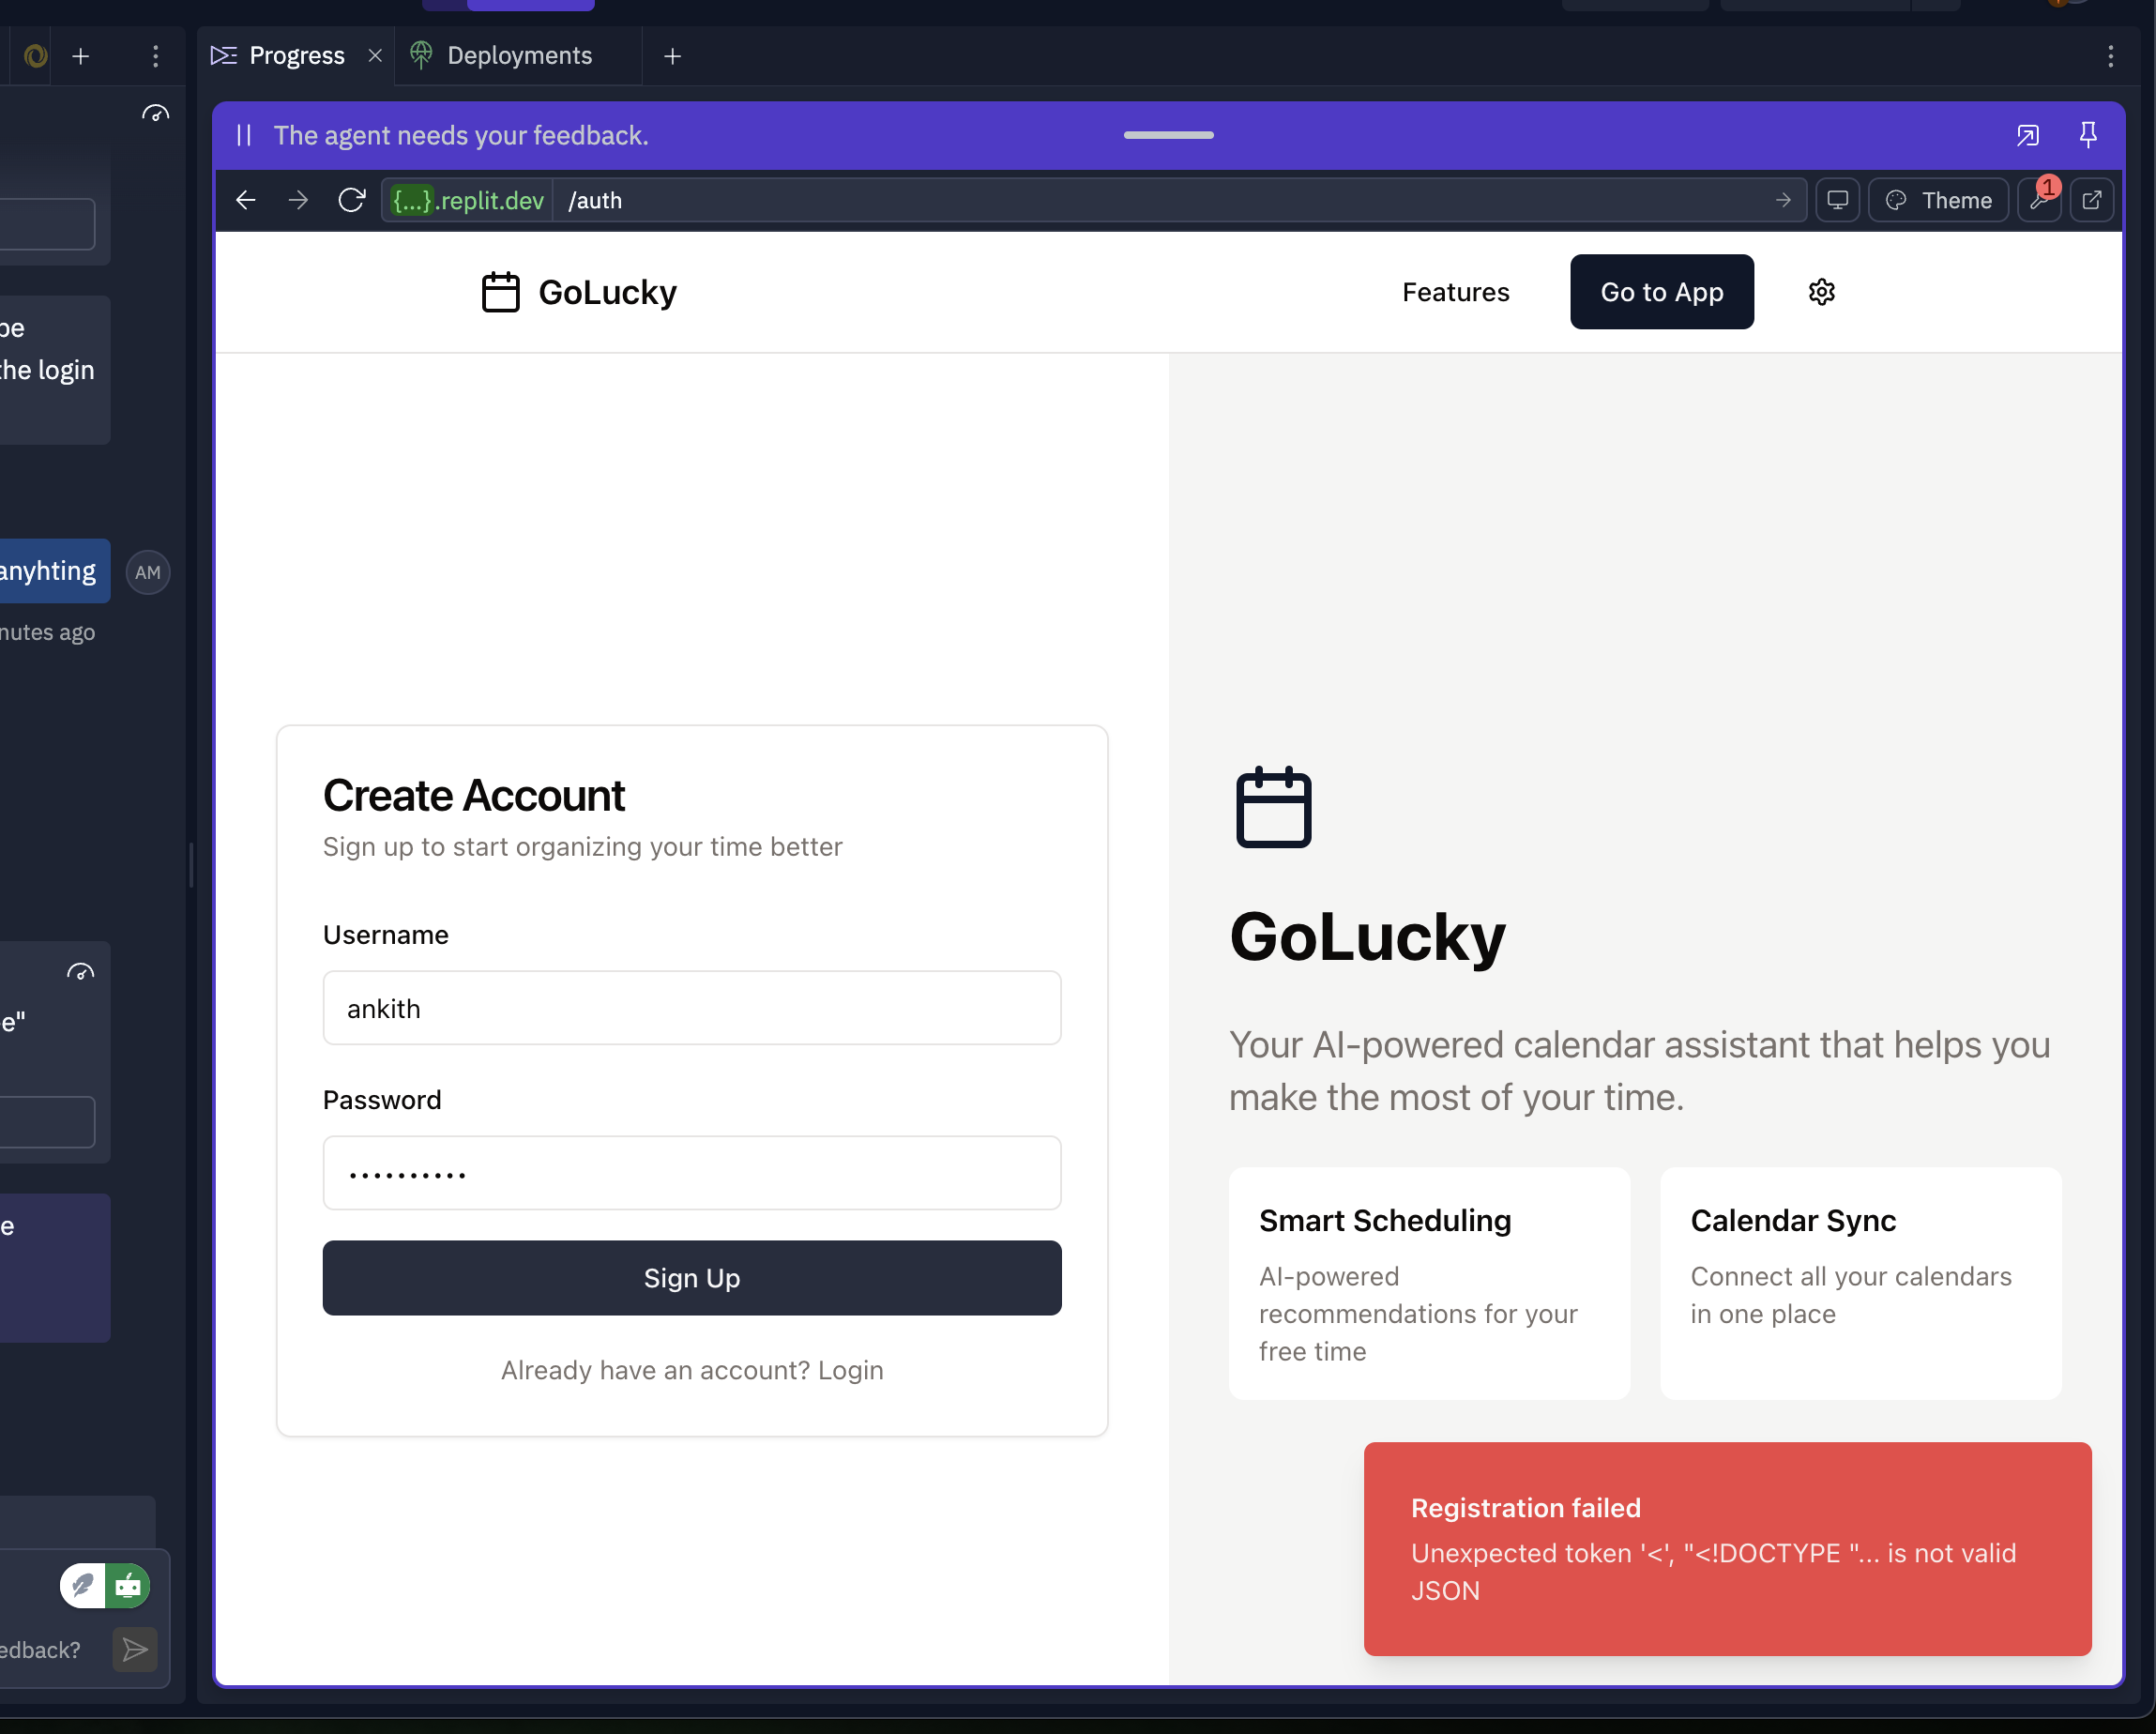 Progress
Deployments
The agent needs your feedback.
{...}.replit.dev
/auth
Theme
1
GoLucky
Features
Go to App
the login
anyhting
AM
nutes ago
e"
e
edback?
Create Account
Sign up to start organizing your time better
Username
ankith
Password
Sign Up
Already have an account? Login
GoLucky
Your AI-powered calendar assistant that helps you
make the most of your time.
Smart Scheduling
AI-powered
recommendations for your
free time
Calendar Sync
Connect all your calendars
in one place
Registration failed
Unexpected token '<', "<!DOCTYPE "... is not valid
JSON